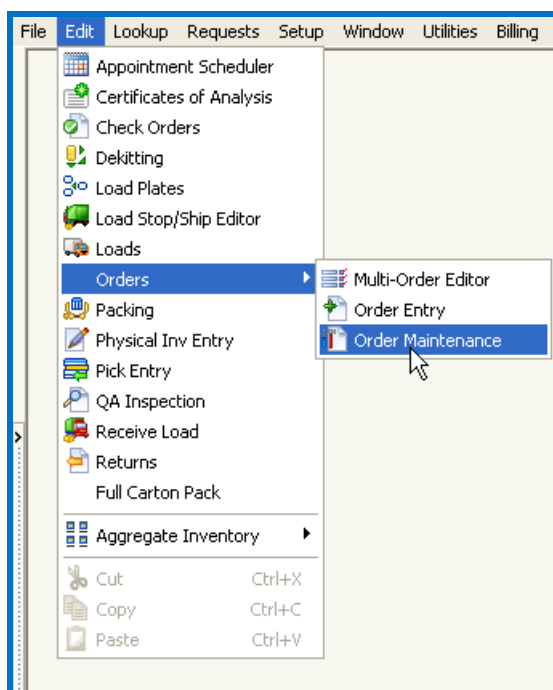 File Edit Lookup Requests Setup Window Utilities Billing
Appointment Scheduler
Certificates of Analysis
Check Orders
Dekitting
Load Plates
Load Stop/Ship Editor
Loads
Orders
Multi-Order Editor
Order Entry
Order Maintenance
Packing
Physical Inv Entry
Pick Entry
QA Inspection
Receive Load
Returns
Full Carton Pack
Aggregate Inventory
Cut Ctrl+X
Copy Ctrl+C
Paste Ctrl+V